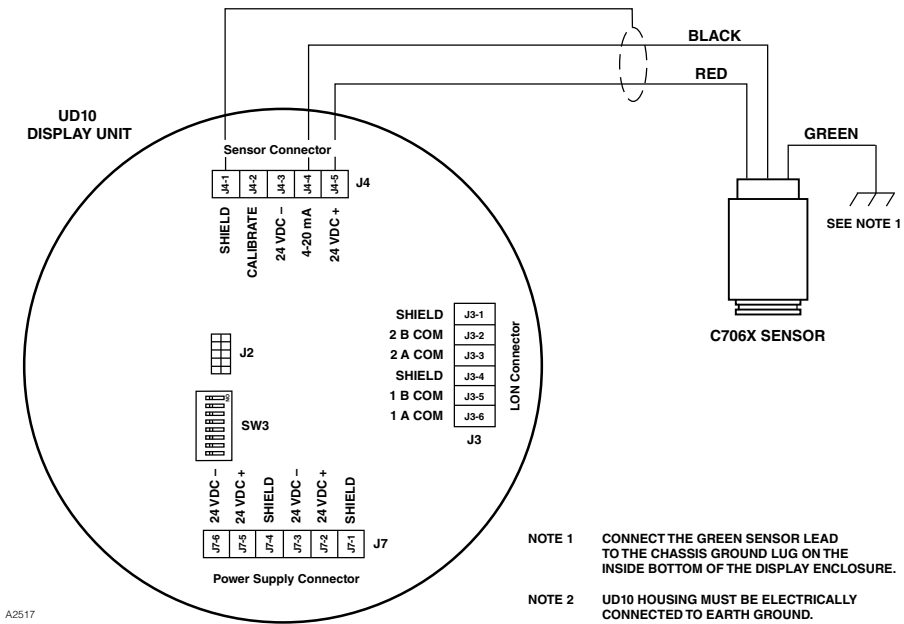 BLACK
RED
UD10
DISPLAY UNIT
GREEN
Sensor Connector
J4-1
J4-2
J4-3
J4-4
J4-5
J4
SHIELD
CALIBRATE
24 VDC –
4-20 mA
24 VDC +
SEE NOTE 1
C706X SENSOR
SHIELD J3-1
2 B COM J3-2
2 A COM J3-3
SHIELD J3-4
1 B COM J3-5
1 A COM J3-6
LON Connector
J3
J2
ON
SW3
24 VDC –
24 VDC +
SHIELD
24 VDC –
24 VDC +
SHIELD
J7-6
J7-5
J7-4
J7-3
J7-2
J7-1
J7
Power Supply Connector
NOTE 1 CONNECT THE GREEN SENSOR LEAD
TO THE CHASSIS GROUND LUG ON THE
INSIDE BOTTOM OF THE DISPLAY ENCLOSURE.
NOTE 2 UD10 HOUSING MUST BE ELECTRICALLY
CONNECTED TO EARTH GROUND.
A2517